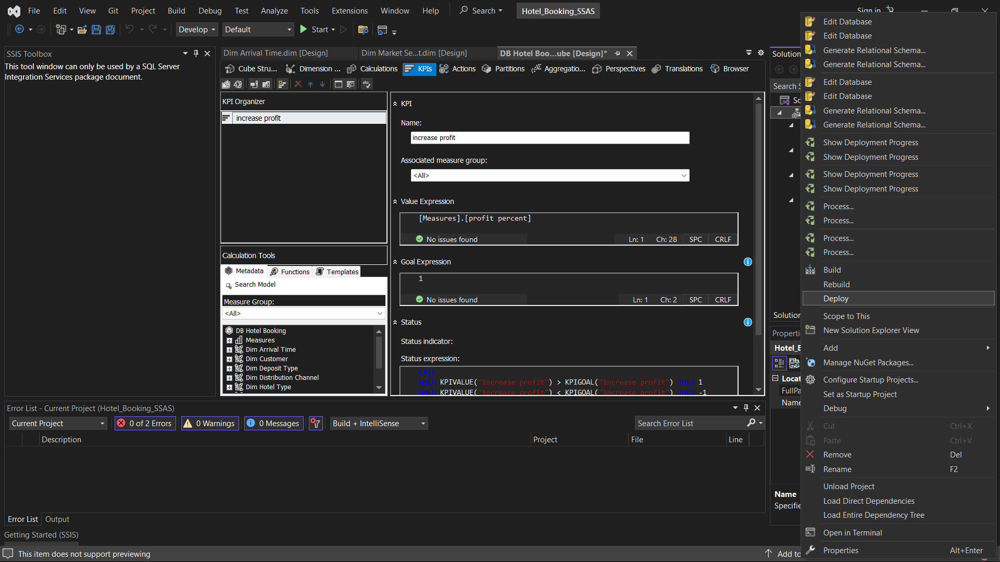 File Edit View Git Project Build Debug Test Analyze Tools Extensions Window Help Search Hotel_Booking_SSAS Sign in
Develop Default Start
SSIS Toolbox
This tool window can only be used by a SQL Server
Integration Services package document.
Dim Arrival Time.dim [Design] Dim Market Se...t.dim [Design] DB Hotel Boo...ube [Design]*
Cube Stru... Dimension ... Calculations KPIs Actions Partitions Aggregatio... Perspectives Translations Browser
KPI Organizer
increase profit
Calculation Tools
Metadata Functions Templates
Search Model
Measure Group:
<All>
DB Hotel Booking
Measures
Dim Arrival Time
Dim Customer
Dim Deposit Type
Dim Distribution Channel
Dim Hotel Type
KPI
Name:
increase profit
Associated measure group:
<All>
Value Expression
[Measures].[profit percent]
No issues found Ln: 1 Ch: 28 SPC CRLF
Goal Expression
1
No issues found Ln: 1 Ch: 2 SPC CRLF
Status
Status indicator:
Status expression:
CASE
WHEN KPIVALUE("increase profit") > KPIGOAL("increase profit") THEN 1
WHEN KPIVALUE("increase profit") < KPIGOAL("increase profit") THEN -1
Solution
Search S
Solution
Hotel_B
Locat
FullPa
Name
Name
Specifie
Edit Database
Edit Database
Generate Relational Schema...
Generate Relational Schema...
Edit Database
Edit Database
Generate Relational Schema...
Generate Relational Schema...
Show Deployment Progress
Show Deployment Progress
Show Deployment Progress
Show Deployment Progress
Process...
Process...
Process...
Process...
Build
Rebuild
Deploy
Scope to This
New Solution Explorer View
Add
Manage NuGet Packages...
Configure Startup Projects...
Set as Startup Project
Debug
Cut Ctrl+X
Paste Ctrl+V
Remove Del
Rename F2
Unload Project
Load Direct Dependencies
Load Entire Dependency Tree
Open in Terminal
Properties Alt+Enter
Error List - Current Project (Hotel_Booking_SSAS)
Current Project 0 of 2 Errors 0 Warnings 0 Messages Build + IntelliSense Search Error List
Description Project File Line
Error List Output
Getting Started (SSIS)
This item does not support previewing Add to